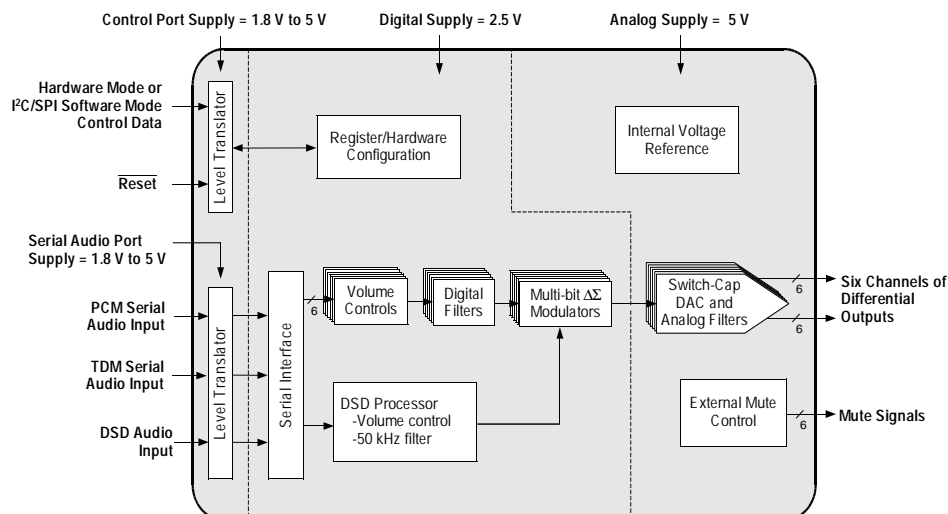 Control Port Supply = 1.8 V to 5 V
Digital Supply = 2.5 V
Analog Supply = 5 V
Hardware Mode or
I²C/SPI Software Mode
Control Data
Reset
Level Translator
Register/Hardware
Configuration
Internal Voltage
Reference
Serial Audio Port
Supply = 1.8 V to 5 V
PCM Serial
Audio Input
TDM Serial
Audio Input
DSD Audio
Input
Level Translator
Serial Interface
6
Volume
Controls
Digital
Filters
Multi-bit ΔΣ
Modulators
Switch-Cap
DAC and
Analog Filters
6
6
Six Channels of
Differential
Outputs
DSD Processor
-Volume control
-50 kHz filter
External Mute
Control
6
Mute Signals